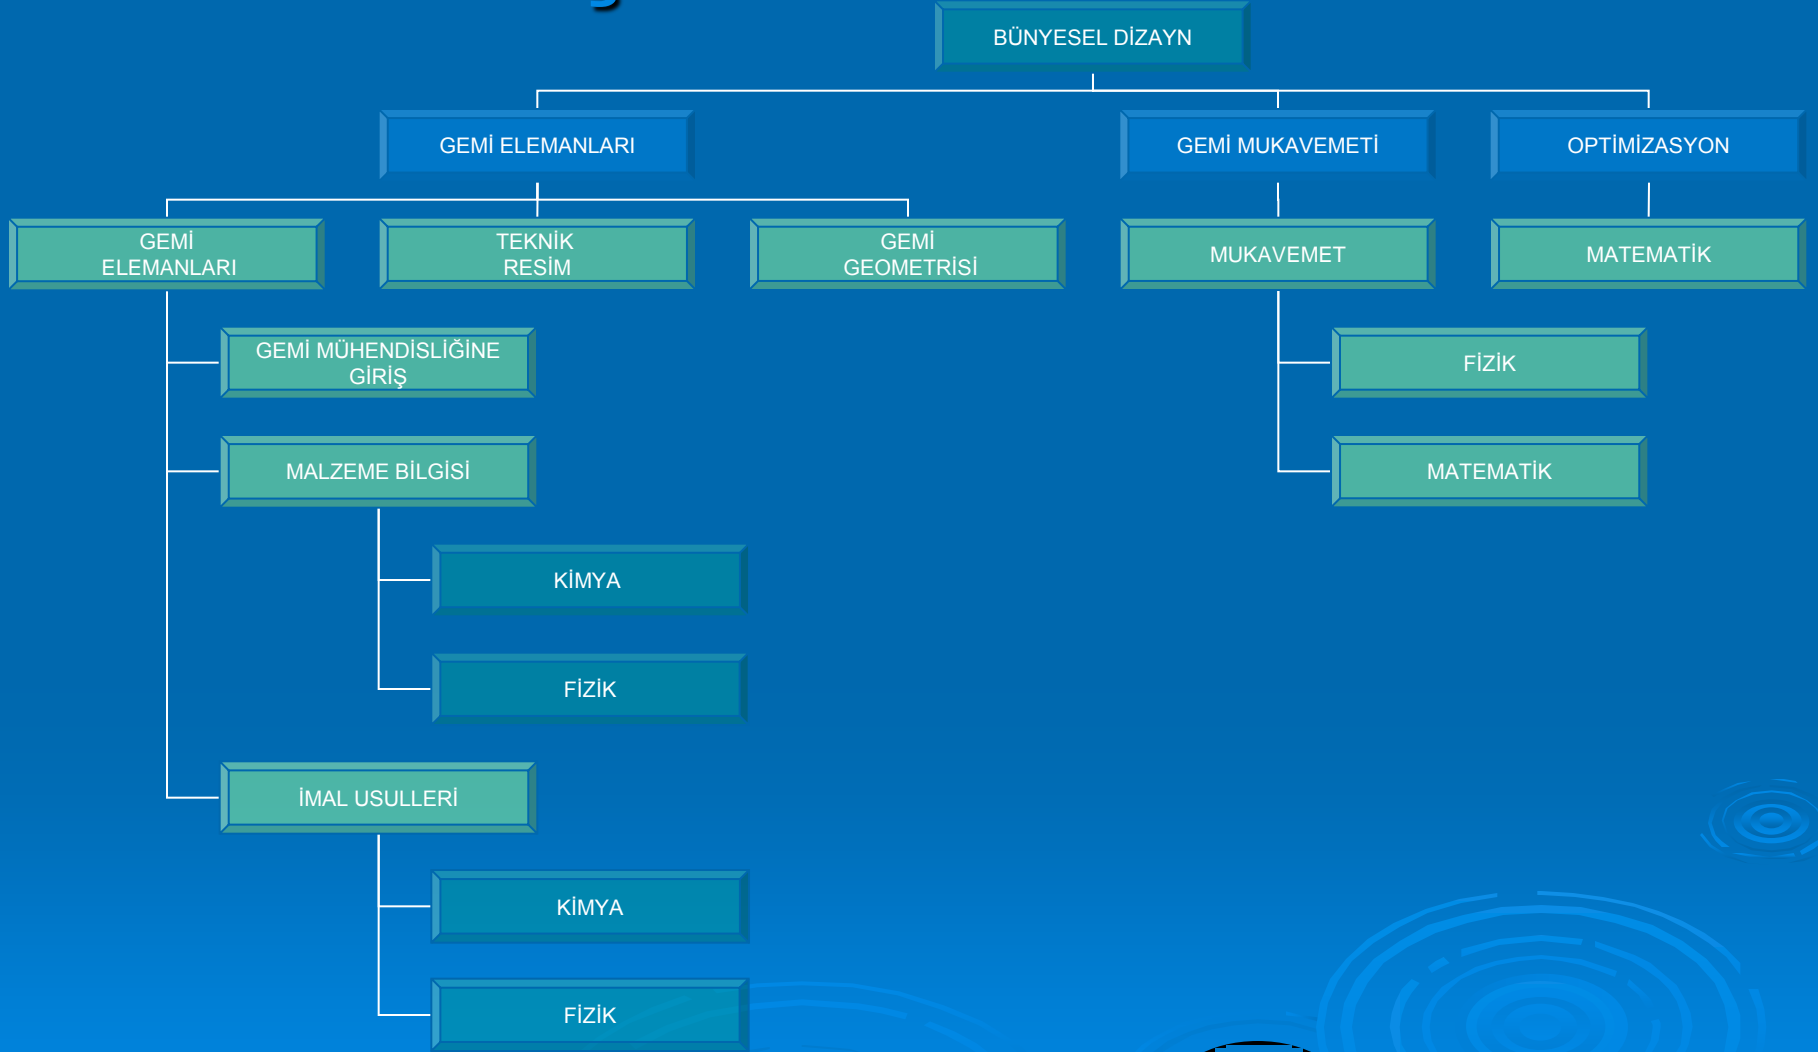 BÜNYESEL DİZAYN
GEMİ ELEMANLARI
GEMİ MUKAVEMETİ
OPTİMİZASYON
GEMİ
ELEMANLARI
TEKNİK
RESİM
GEMİ
GEOMETRİSİ
MUKAVEMET
MATEMATİK
GEMİ MÜHENDİSLİĞİNE
GİRİŞ
FİZİK
MALZEME BİLGİSİ
MATEMATİK
KİMYA
FİZİK
İMAL USULLERİ
KİMYA
FİZİK